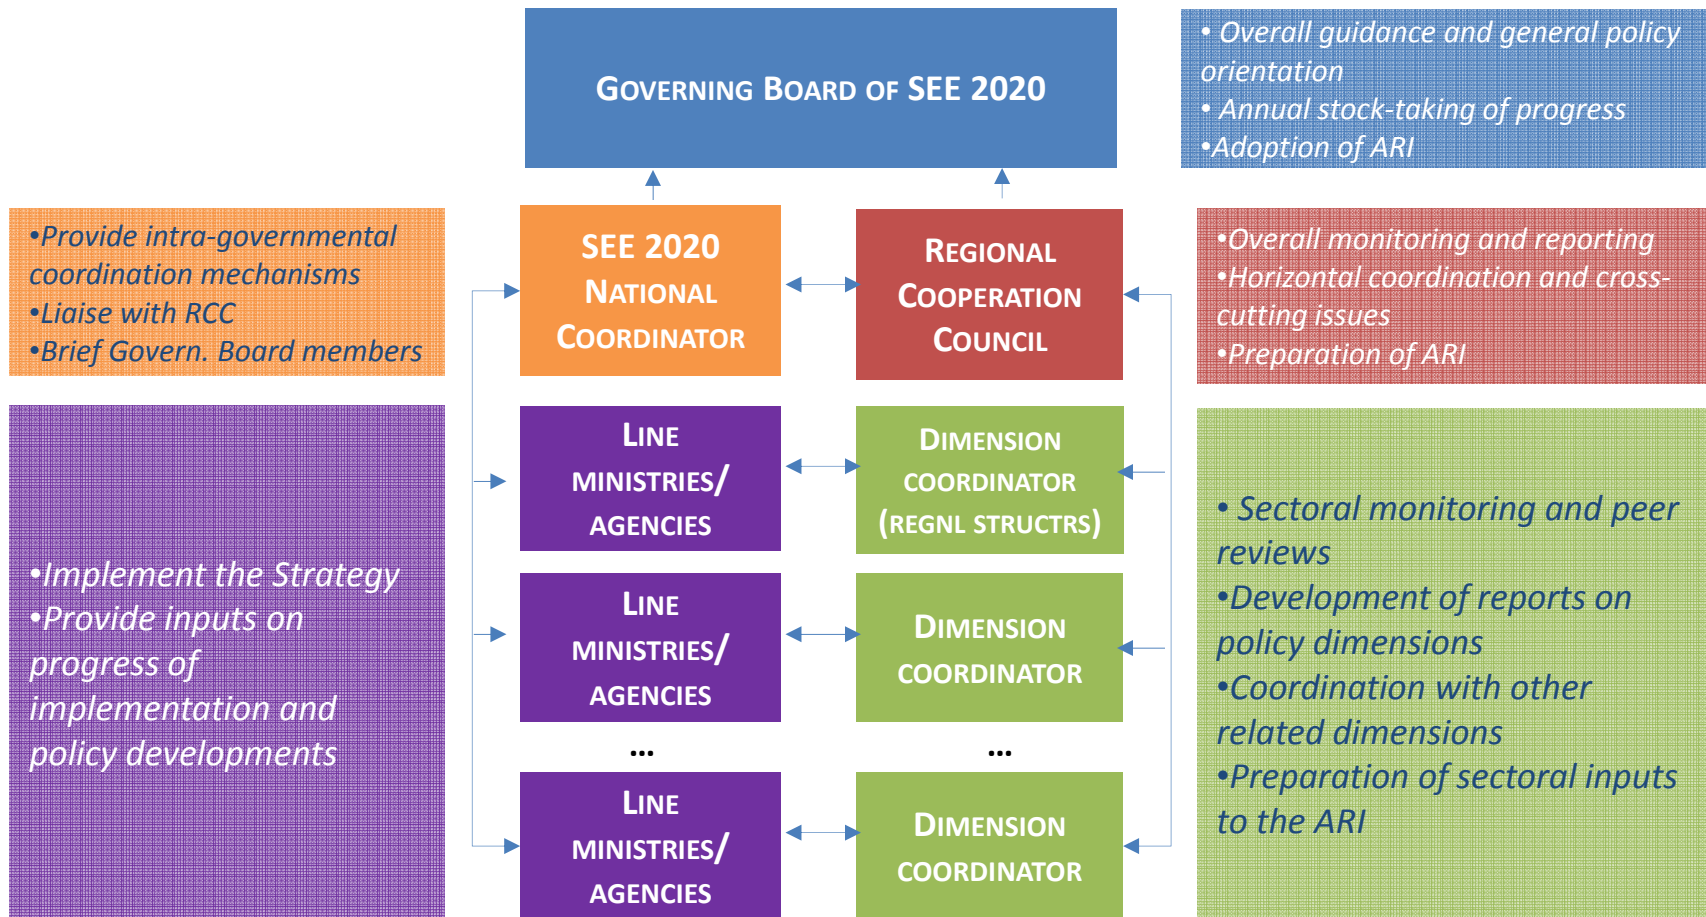 GOVERNING BOARD OF SEE 2020
• Overall guidance and general policy
orientation
• Annual stock-taking of progress
•Adoption of ARI
•Provide intra-governmental
coordination mechanisms
•Liaise with RCC
•Brief Govern. Board members
SEE 2020
NATIONAL
COORDINATOR
REGIONAL
COOPERATION
COUNCIL
•Overall monitoring and reporting
•Horizontal coordination and cross-
cutting issues
•Preparation of ARI
•Implement the Strategy
•Provide inputs on
progress of
implementation and
policy developments
LINE
MINISTRIES/
AGENCIES
DIMENSION
COORDINATOR
(REGNL STRUCTRS)
LINE
MINISTRIES/
AGENCIES
DIMENSION
COORDINATOR
...
...
LINE
MINISTRIES/
AGENCIES
DIMENSION
COORDINATOR
• Sectoral monitoring and peer
reviews
•Development of reports on
policy dimensions
•Coordination with other
related dimensions
•Preparation of sectoral inputs
to the ARI